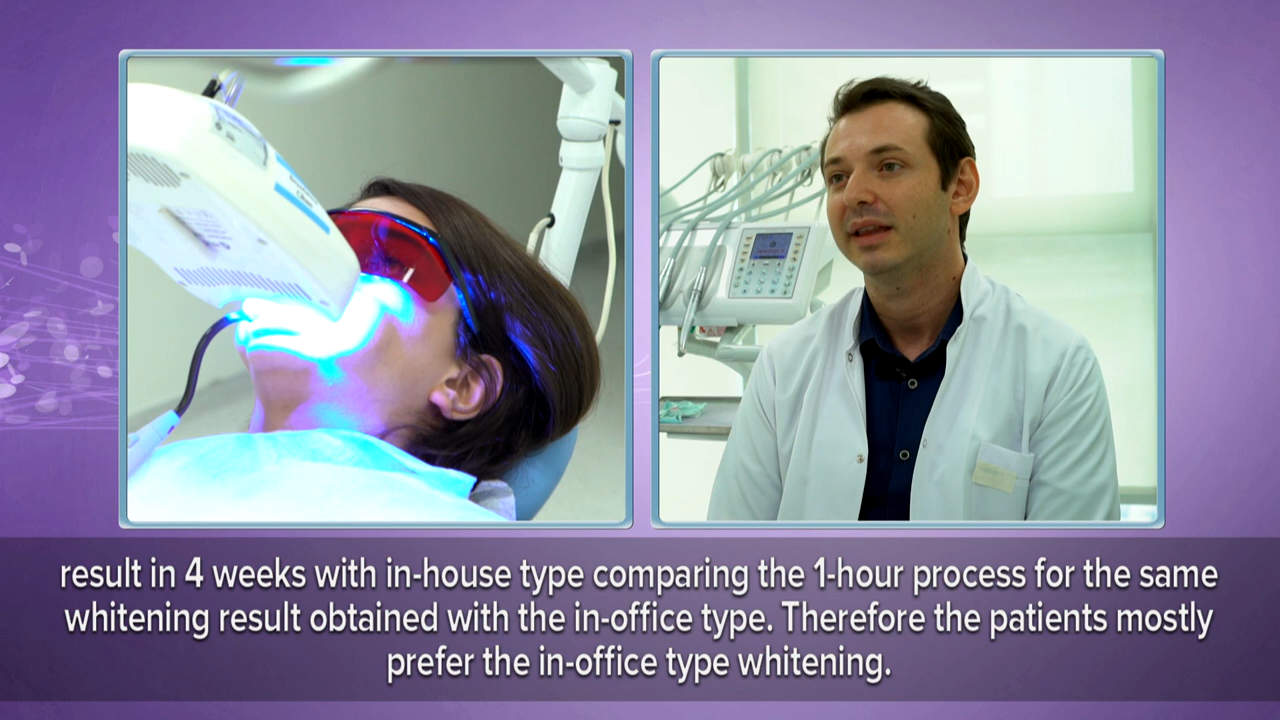 result in 4 weeks with in-house type comparing the 1-hour process for the same
whitening result obtained with the in-office type. Therefore the patients mostly
prefer the in-office type whitening.